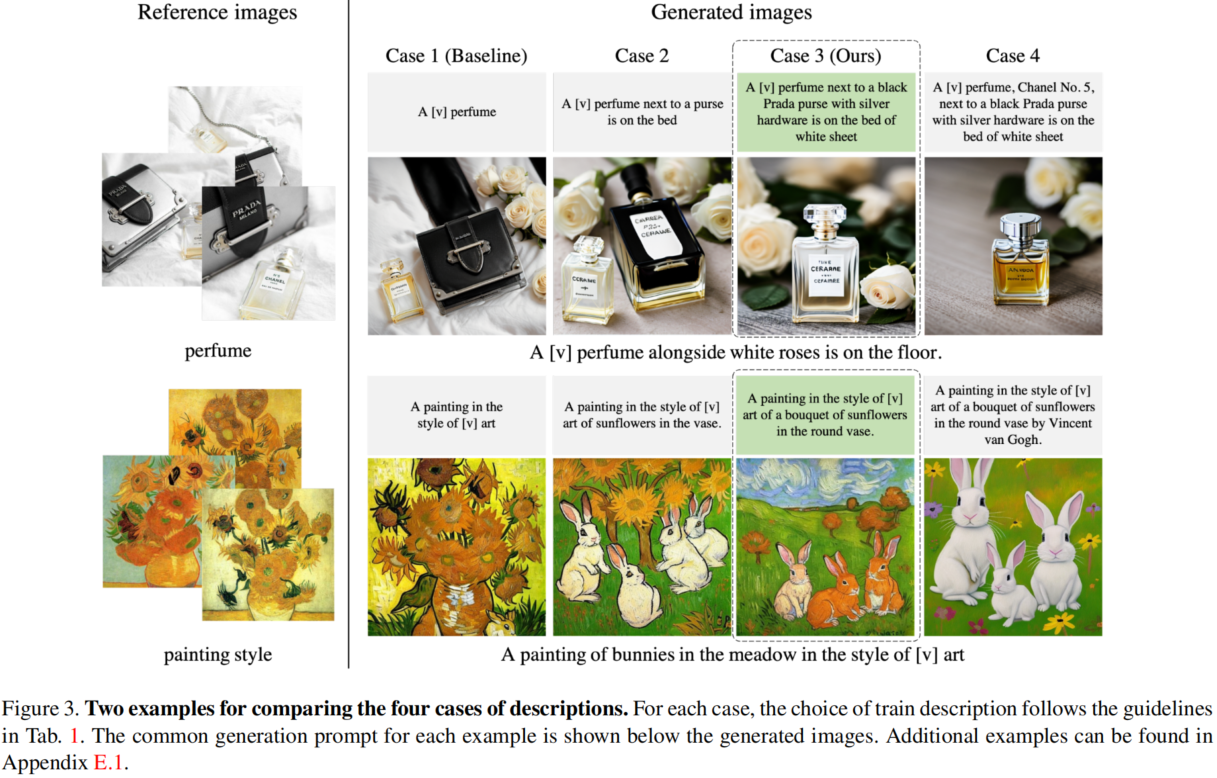 Reference images
Generated images
Case 1 (Baseline)
Case 2
Case 3 (Ours)
Case 4
A [v] perfume
A [v] perfume next to a purse
is on the bed
A [v] perfume next to a black
Prada purse with silver
hardware is on the bed of
white sheet
A [v] perfume, Chanel No. 5,
next to a black Prada purse
with silver hardware is on the
bed of white sheet
PRADA
PRADA
MILANO
CHANEL
CERARNE
CERAME
perfume
A [v] perfume alongside white roses is on the floor.
A painting in the
style of [v] art
A painting in the style of [v]
art of sunflowers in the vase.
A painting in the style of [v]
art of a bouquet of sunflowers
in the round vase.
A painting in the style of [v]
art of a bouquet of sunflowers
in the round vase by Vincent
van Gogh.
painting style
A painting of bunnies in the meadow in the style of [v] art
Figure 3. Two examples for comparing the four cases of descriptions. For each case, the choice of train description follows the guidelines
in Tab. 1. The common generation prompt for each example is shown below the generated images. Additional examples can be found in
Appendix E.1.